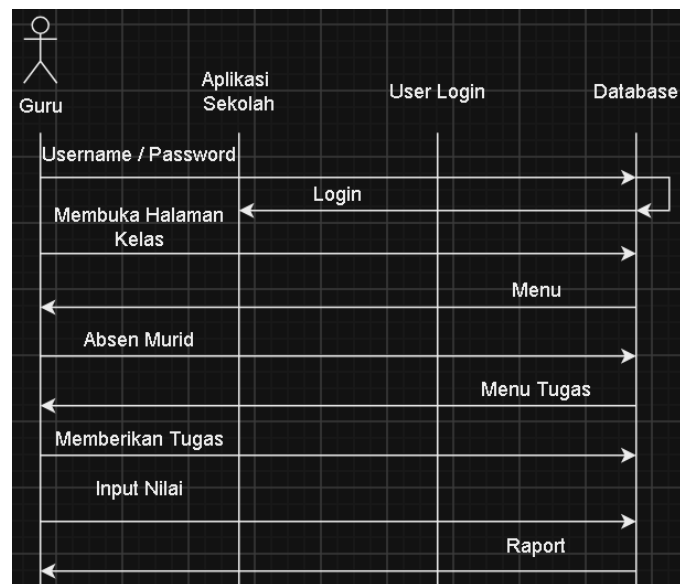 Guru
Aplikasi
Sekolah
User Login
Database
Username / Password
Login
Membuka Halaman
Kelas
Menu
Absen Murid
Menu Tugas
Memberikan Tugas
Input Nilai
Raport